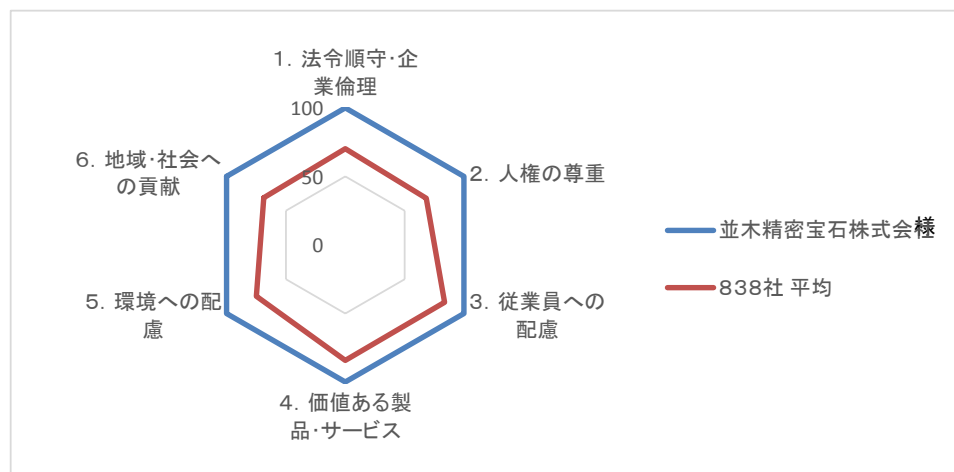 1．法令順守・企
業倫理
100
50
0
2．人権の尊重
3．従業員への
配慮
4．価値ある製
品・サービス
5．環境への配
慮
6．地域・社会へ
の貢献
並木精密宝石株式会様
838社 平均